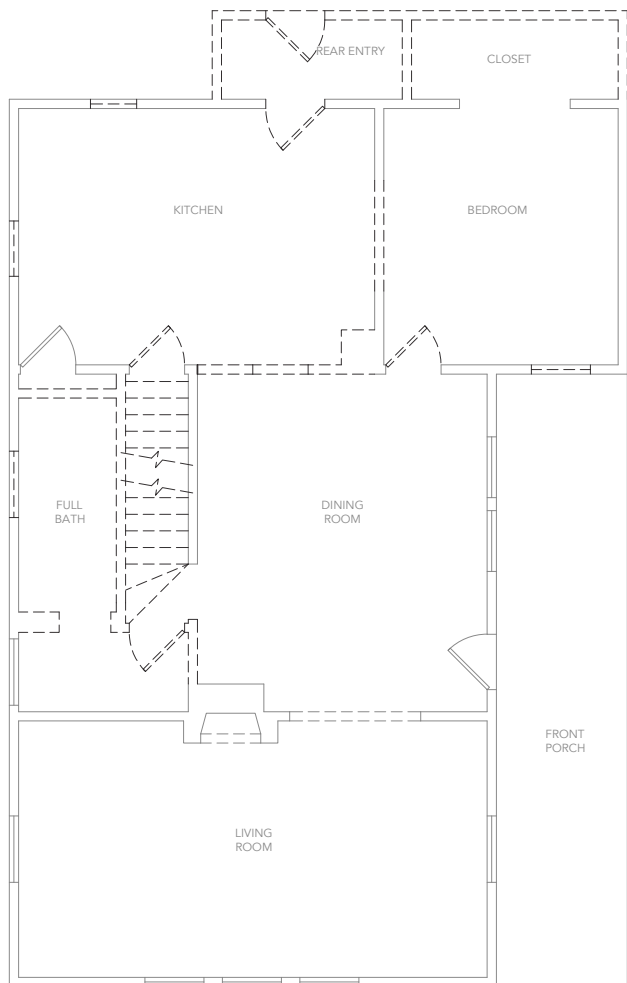 REAR ENTRY
CLOSET
KITCHEN
BEDROOM
FULL
BATH
DINING
ROOM
FRONT
PORCH
LIVING
ROOM